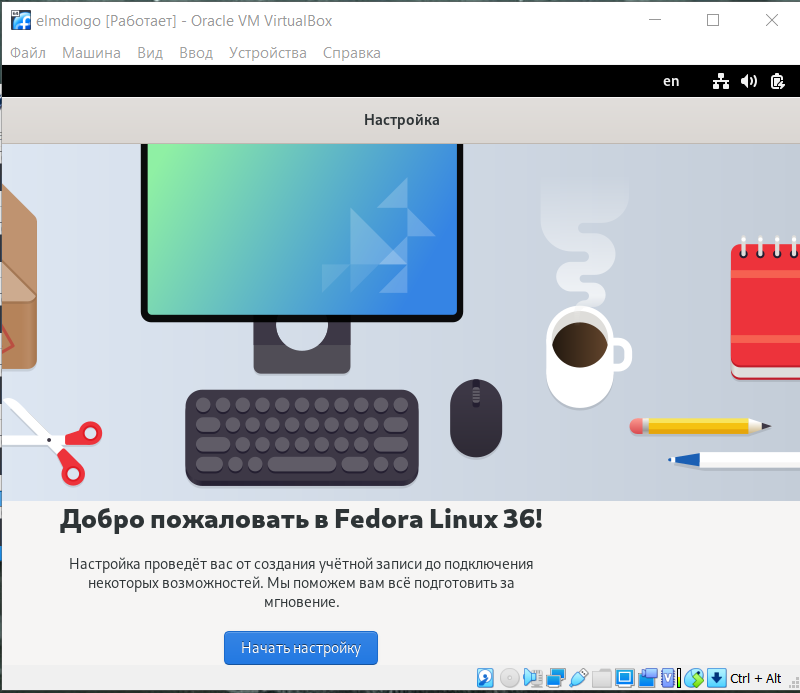 elmdiogo [Работает] - Oracle VM VirtualBox
Файл Машина Вид Ввод Устройства Справка
en
Настройка
Добро пожаловать в Fedora Linux 36!
Настройка проведёт вас от создания учётной записи до подключения
некоторых возможностей. Мы поможем вам всё подготовить за
мгновение.
Начать настройку
Ctrl + Alt